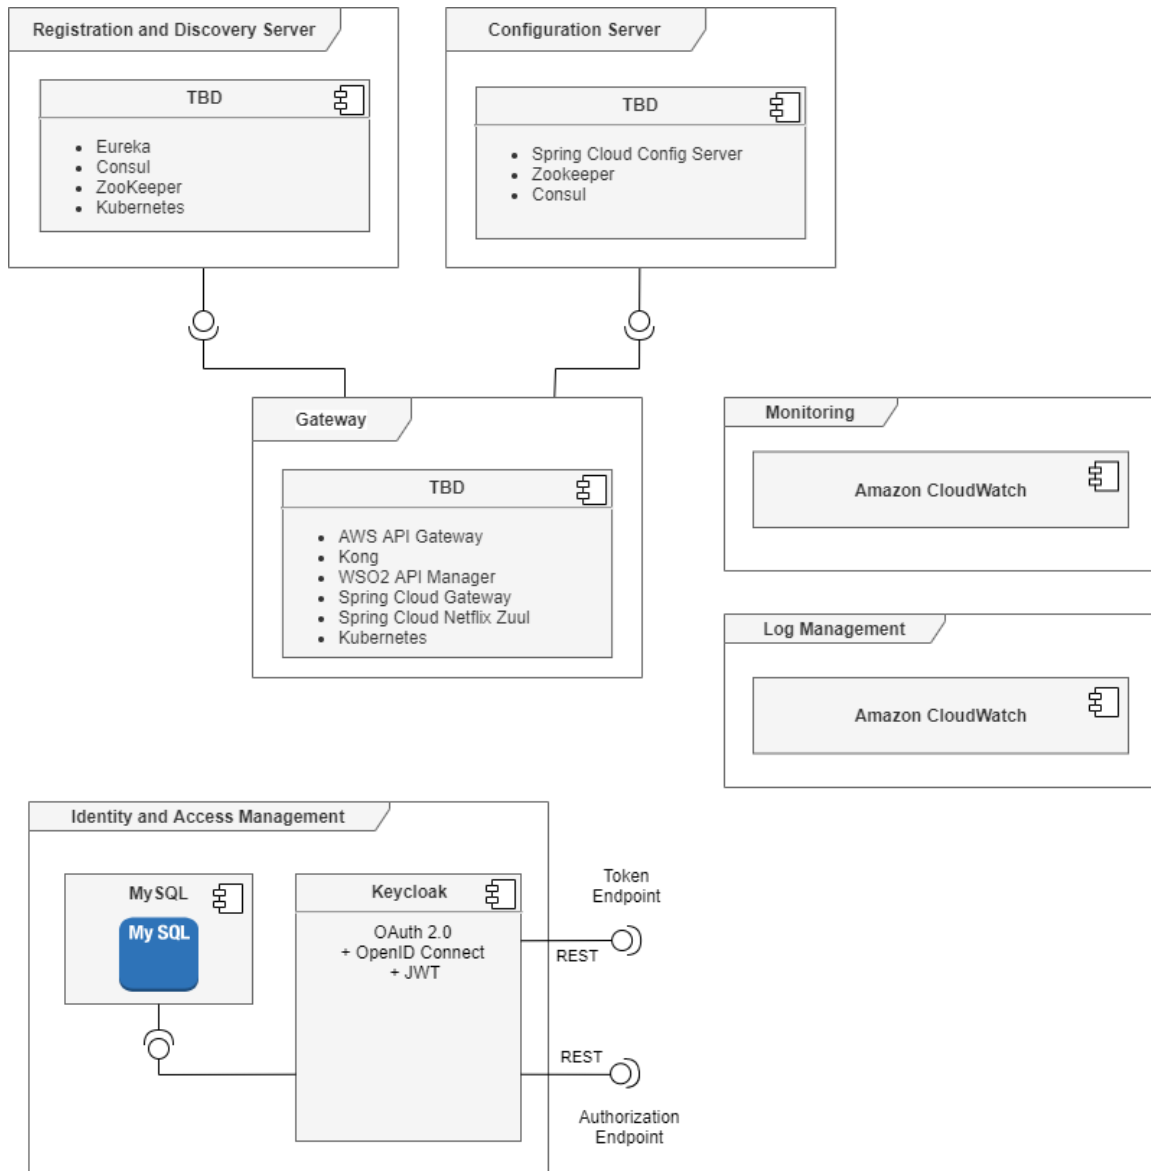 Registration and Discovery Server
TBD
Eureka
Consul
ZooKeeper
Kubernetes
Configuration Server
TBD
Spring Cloud Config Server
Zookeeper
Consul
Gateway
TBD
AWS API Gateway
Kong
WSO2 API Manager
Spring Cloud Gateway
Spring Cloud Netflix Zuul
Kubernetes
Monitoring
Amazon CloudWatch
Log Management
Amazon CloudWatch
Identity and Access Management
MySQL
My SQL
Keycloak
OAuth 2.0
+ OpenID Connect
+ JWT
Token
Endpoint
REST
REST
Authorization
Endpoint